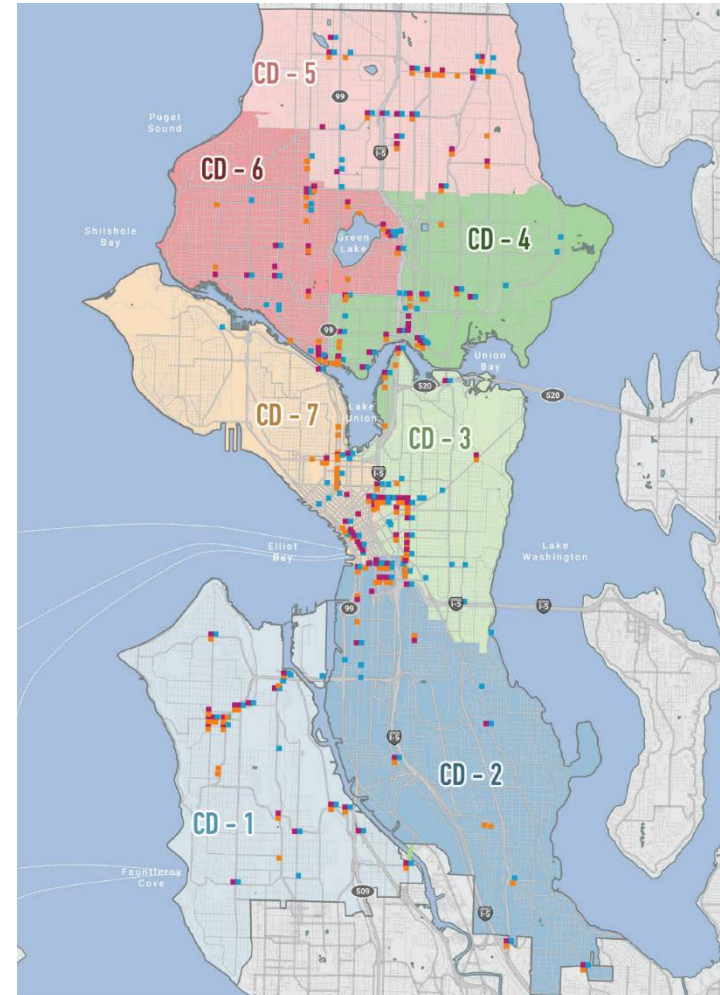 CD - 5
99
Puget
Sound
I-5
CD - 6
Shilshole
Bay
Green
Lake
CD - 4
99
Union
Bay
520
520
CD - 7
Lake
Union
CD - 3
I-5
Elliot
Bay
Lake
Washington
99
I-5
I-5
I-5
CD - 2
CD - 1
Fauntleroy
Cove
509
I-5